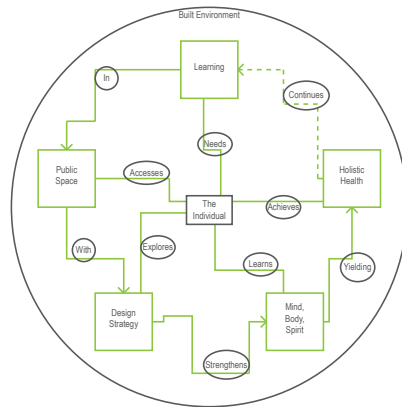 Built Environment
Learning
In
Continues
Needs
Public
Space
Accesses
Holistic
Health
The
Individual
Achieves
With
Explores
Learns
Yielding
Design
Strategy
Mind,
Body,
Spirit
Strengthens